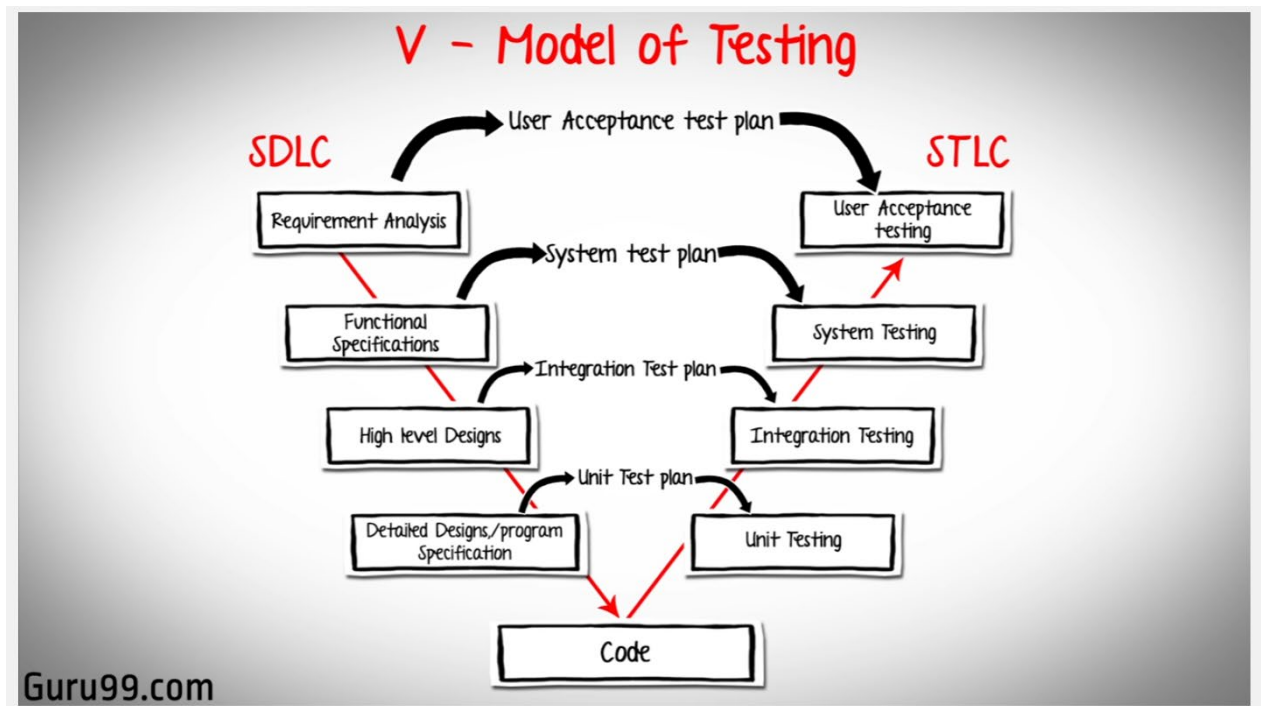 V - Model of Testing
User Acceptance test plan
SDLC
STLC
Requirement Analysis
User Acceptance
testing
System test plan
Functional
Specifications
System Testing
Integration Test plan
High level Designs
Integration Testing
Unit Test plan
Detailed Designs/program
Specification
Unit Testing
Code
Guru99.com